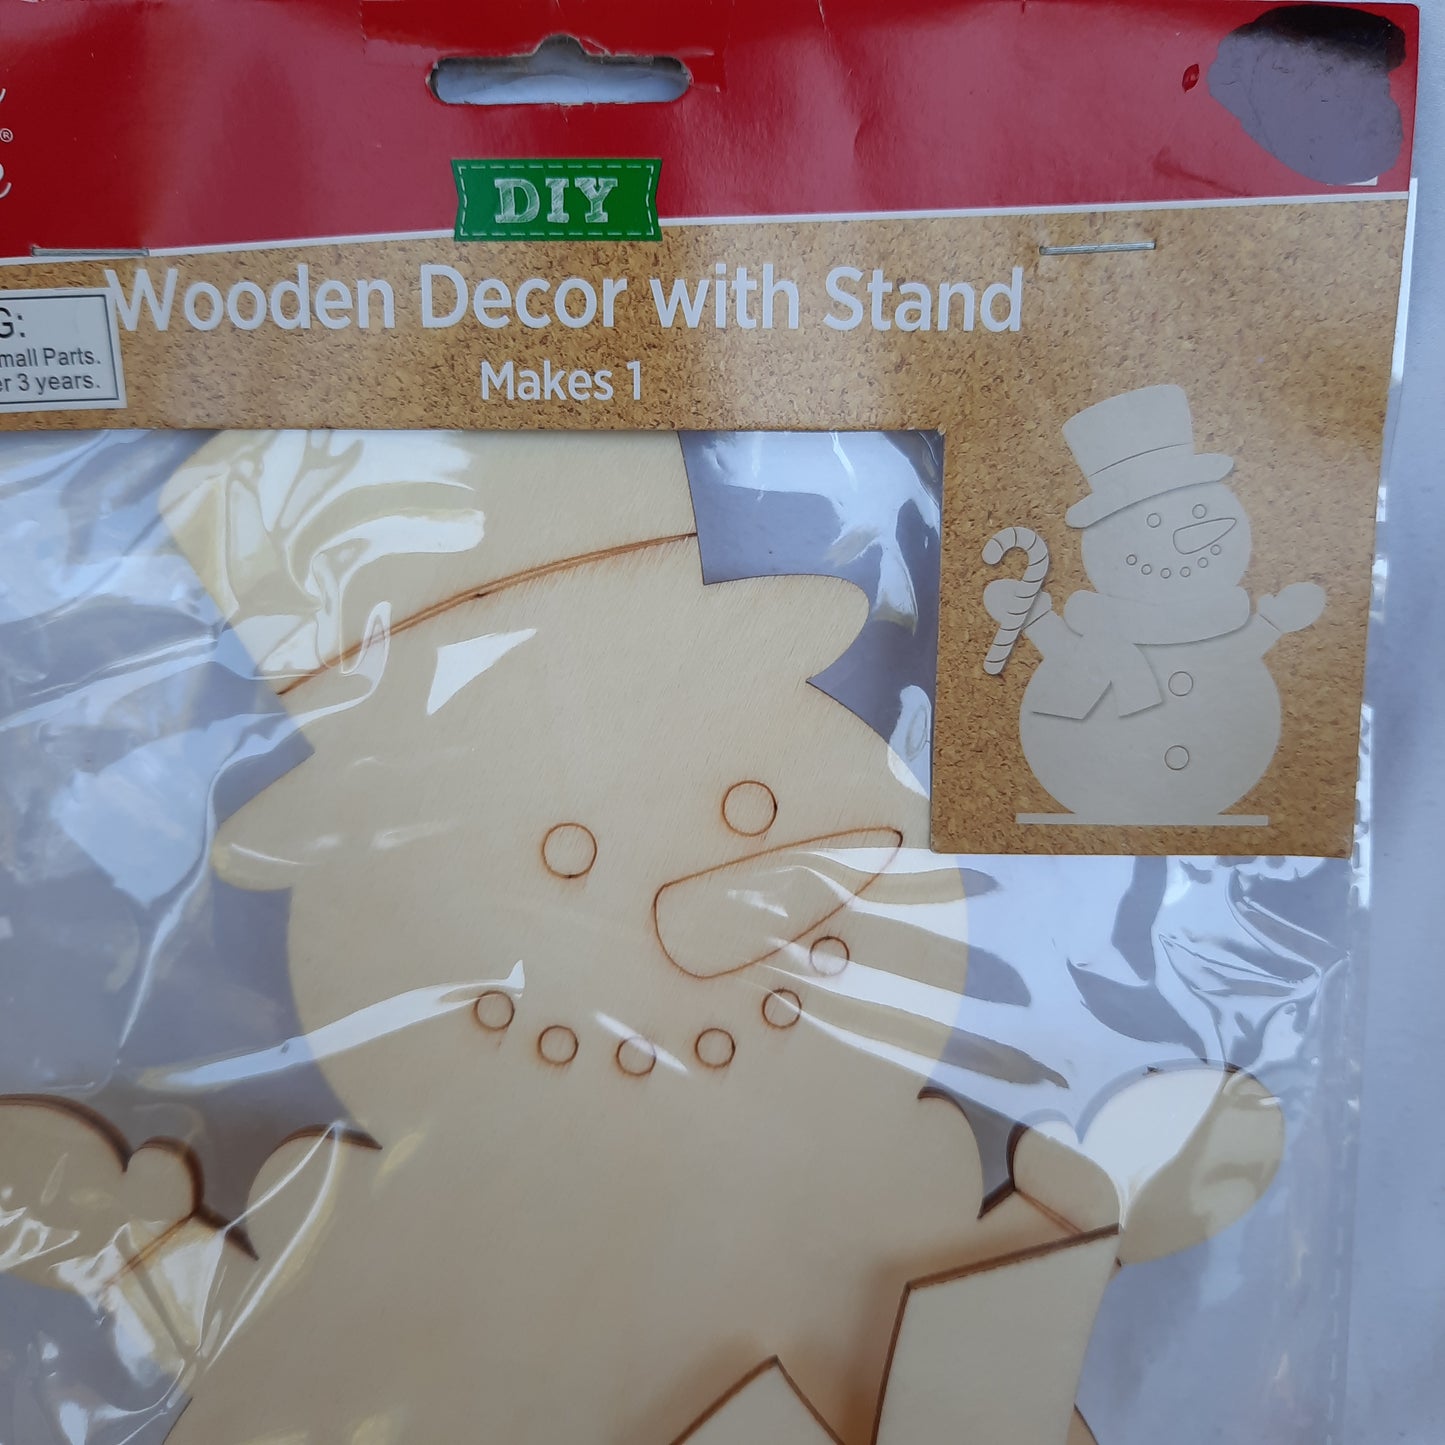 ®
DIY
Wooden Decor with Stand
Makes 1
G:
mall Parts.
er 3 years.